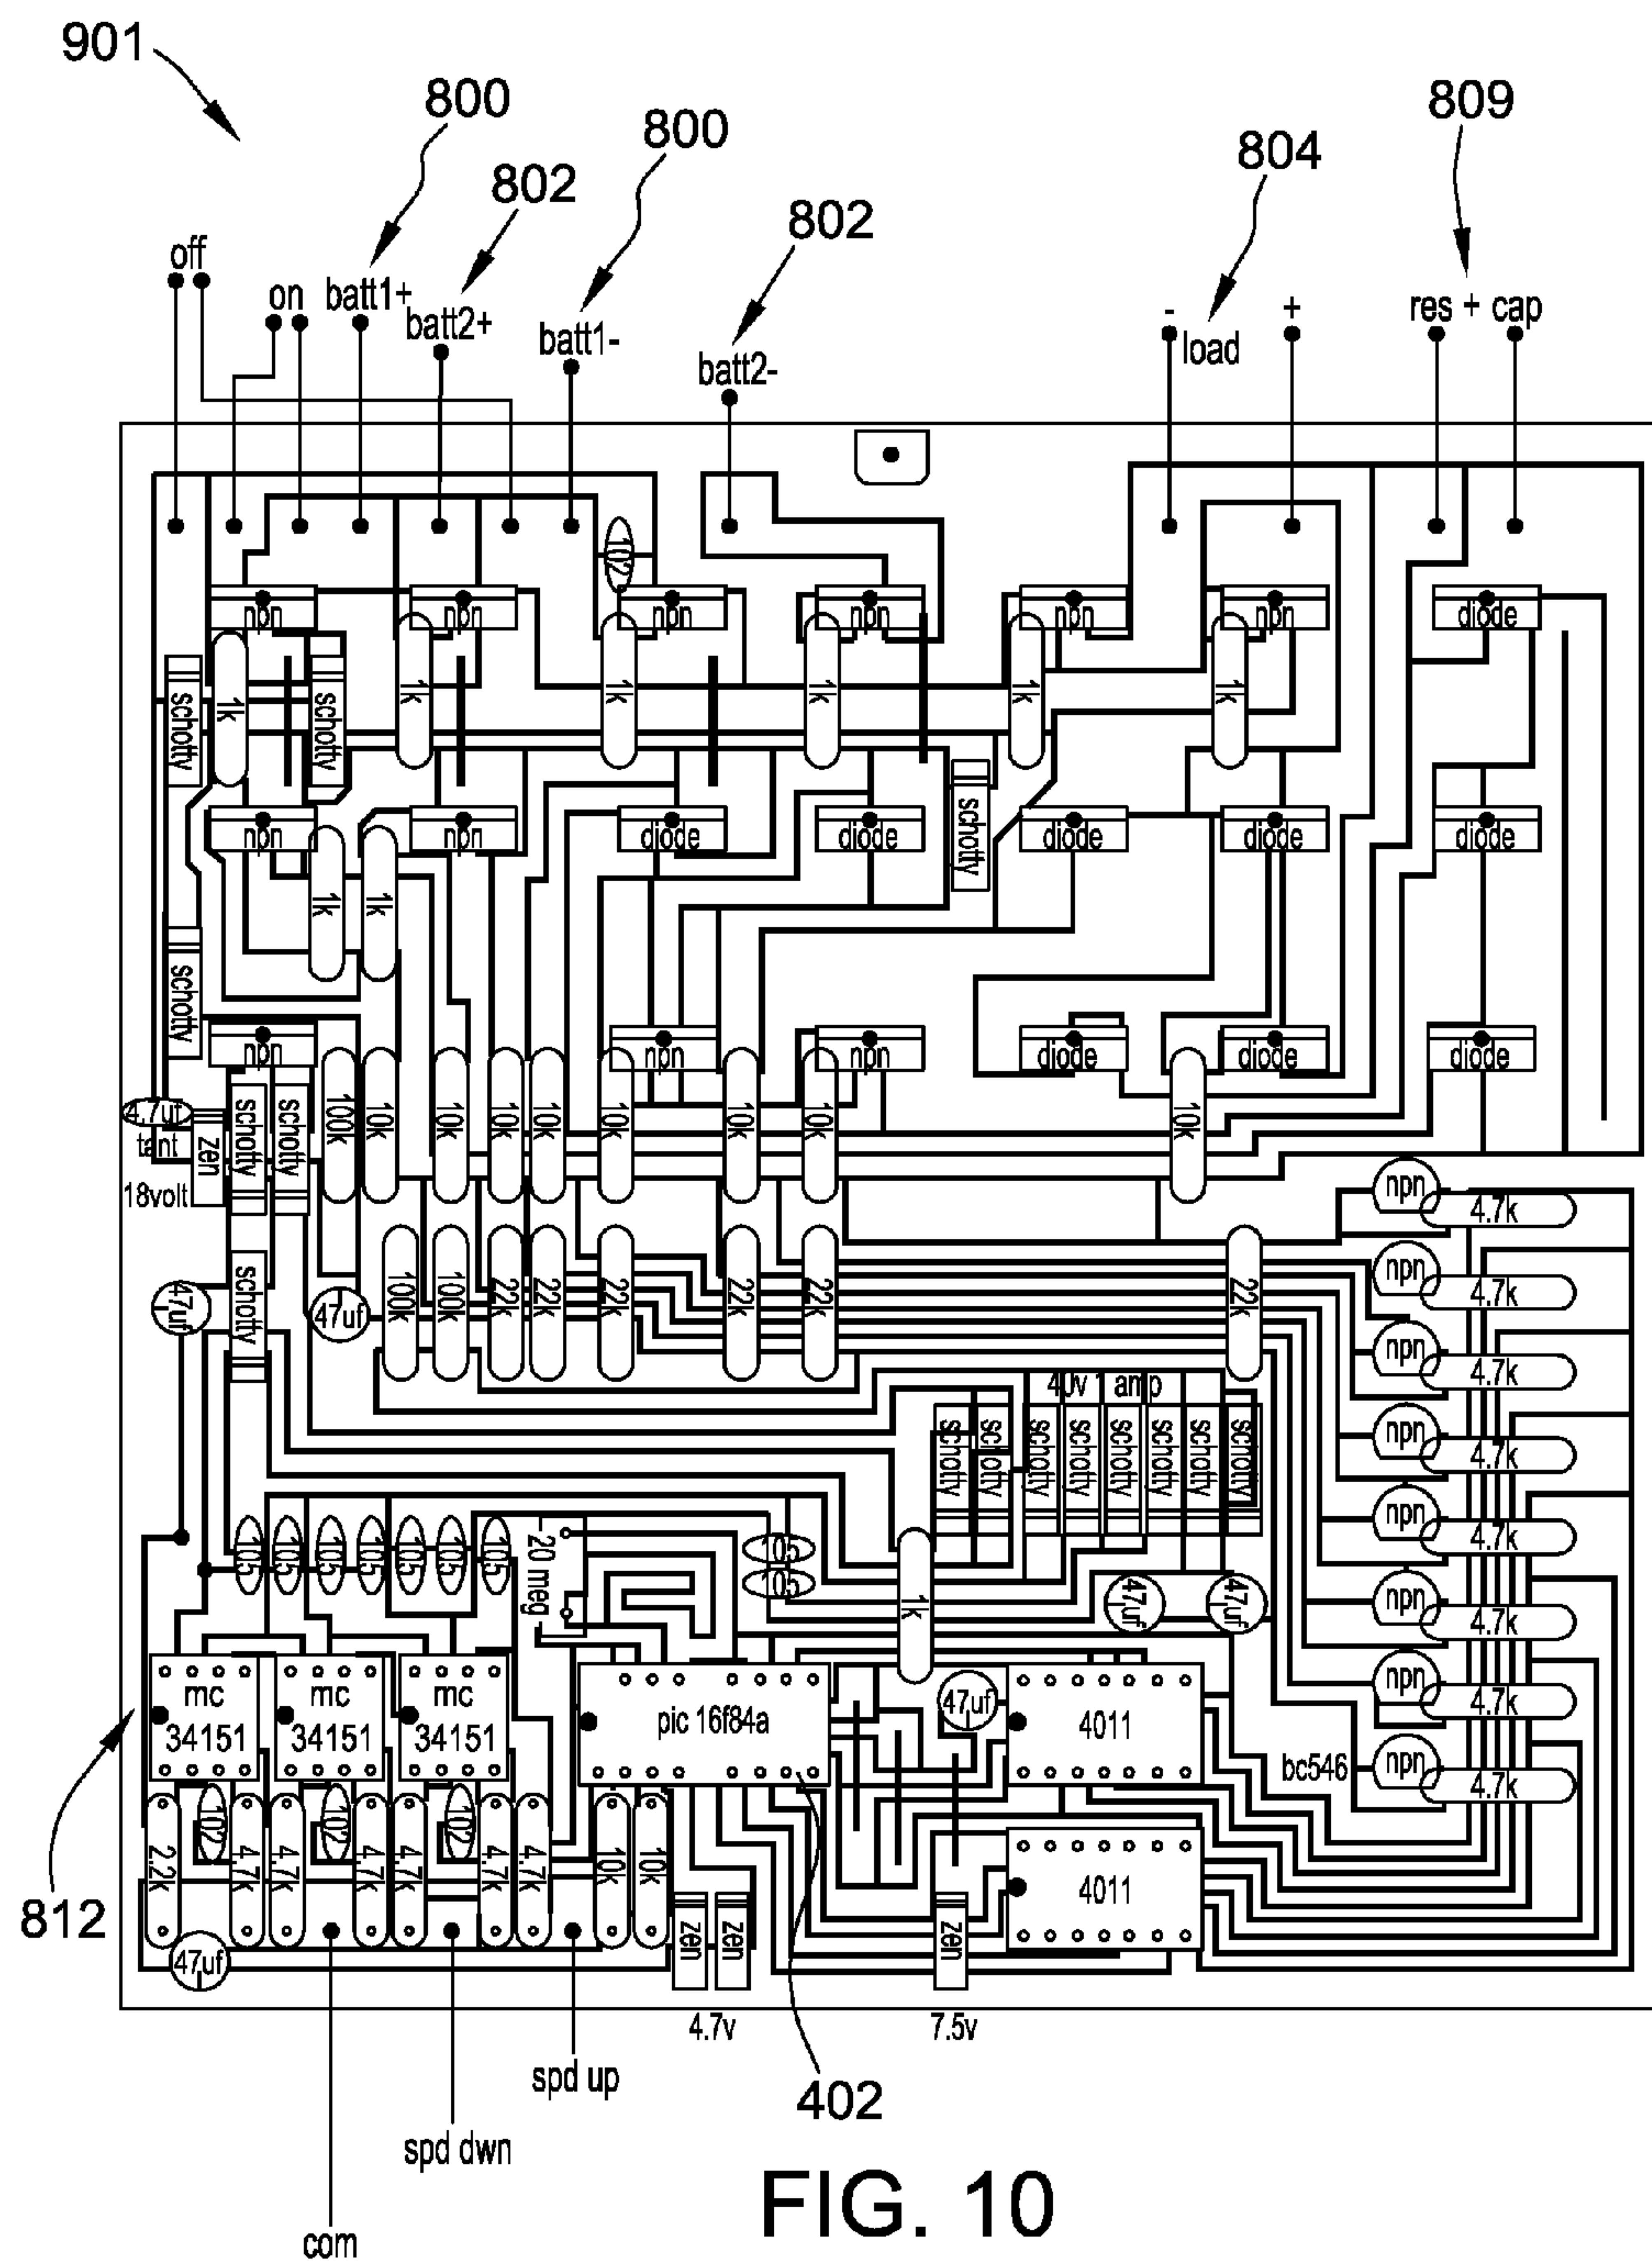 901
800
809
800
804
802
802
off
on
batt1+
batt2+
batt1-
batt2-
-
load
+
res + cap
102
npn
npn
npn
npn
npn
npn
diode
schotty
1k
schotty
1k
1k
1k
1k
1k
schotty
npn
npn
diode
diode
diode
diode
diode
1k
1k
schotty
npn
npn
npn
diode
diode
diode
4.7uf
tant
zen
18volt
schotty
schotty
100k
10k
10k
10k
10k
10k
10k
10k
10k
npn
4.7k
schotty
47uf
47uf
100k
100k
22k
22k
22k
22k
22k
22k
npn
4.7k
npn
4.7k
40v 1 amp
schotty
schotty
schotty
schotty
schotty
schotty
schotty
npn
4.7k
npn
4.7k
105
105
105
105
105
105
105
20 meg
105
105
1k
47uf
47uf
npn
4.7k
mc
34151
mc
34151
mc
34151
pic 16f84a
47uf
4011
npn
4.7k
bc546
npn
4.7k
2.2k
102
4.7k
4.7k
102
4.7k
4.7k
102
4.7k
4.7k
10k
10k
4011
812
47uf
zen
zen
zen
4.7v
7.5v
spd up
402
spd dwn
com
FIG. 10